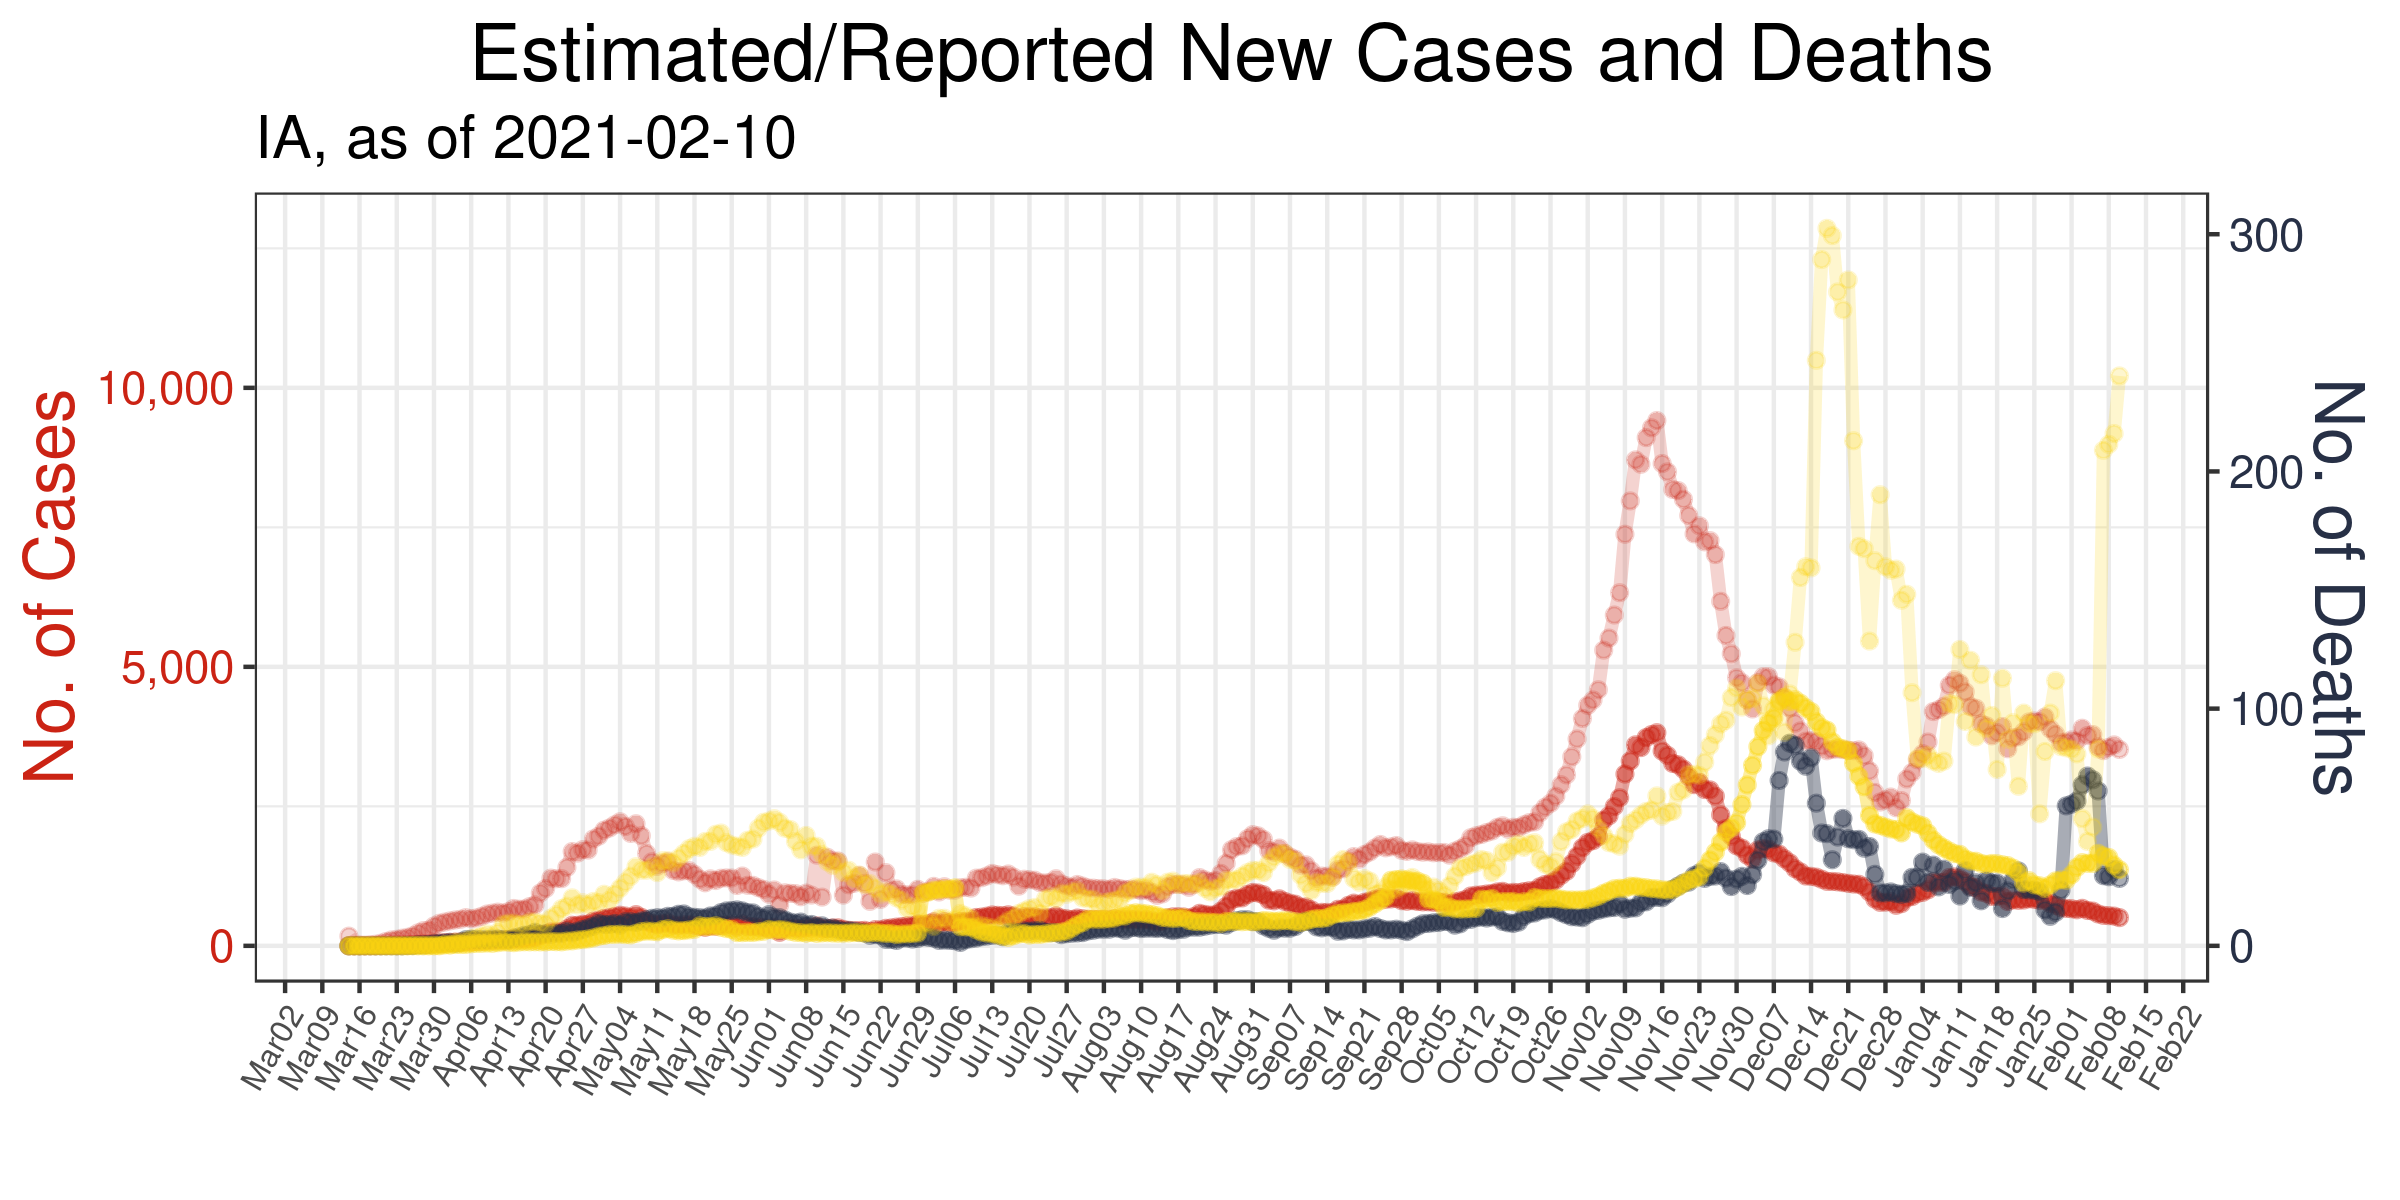 Estimated/Reported New Cases and Deaths
IA, as of 2021-02-10
No. of Cases
10,000
5,000
0
300
200
100
0
No. of Deaths
Mar02
Mar09
Mar16
Mar23
Mar30
Apr06
Apr13
Apr20
Apr27
May04
May11
May18
May25
Jun01
Jun08
Jun15
Jun22
Jun29
Jul06
Jul13
Jul20
Jul27
Aug03
Aug10
Aug17
Aug24
Aug31
Sep07
Sep14
Sep21
Sep28
Oct05
Oct12
Oct19
Oct26
Nov02
Nov09
Nov16
Nov23
Nov30
Dec07
Dec14
Dec21
Dec28
Jan04
Jan11
Jan18
Jan25
Feb01
Feb08
Feb15
Feb22